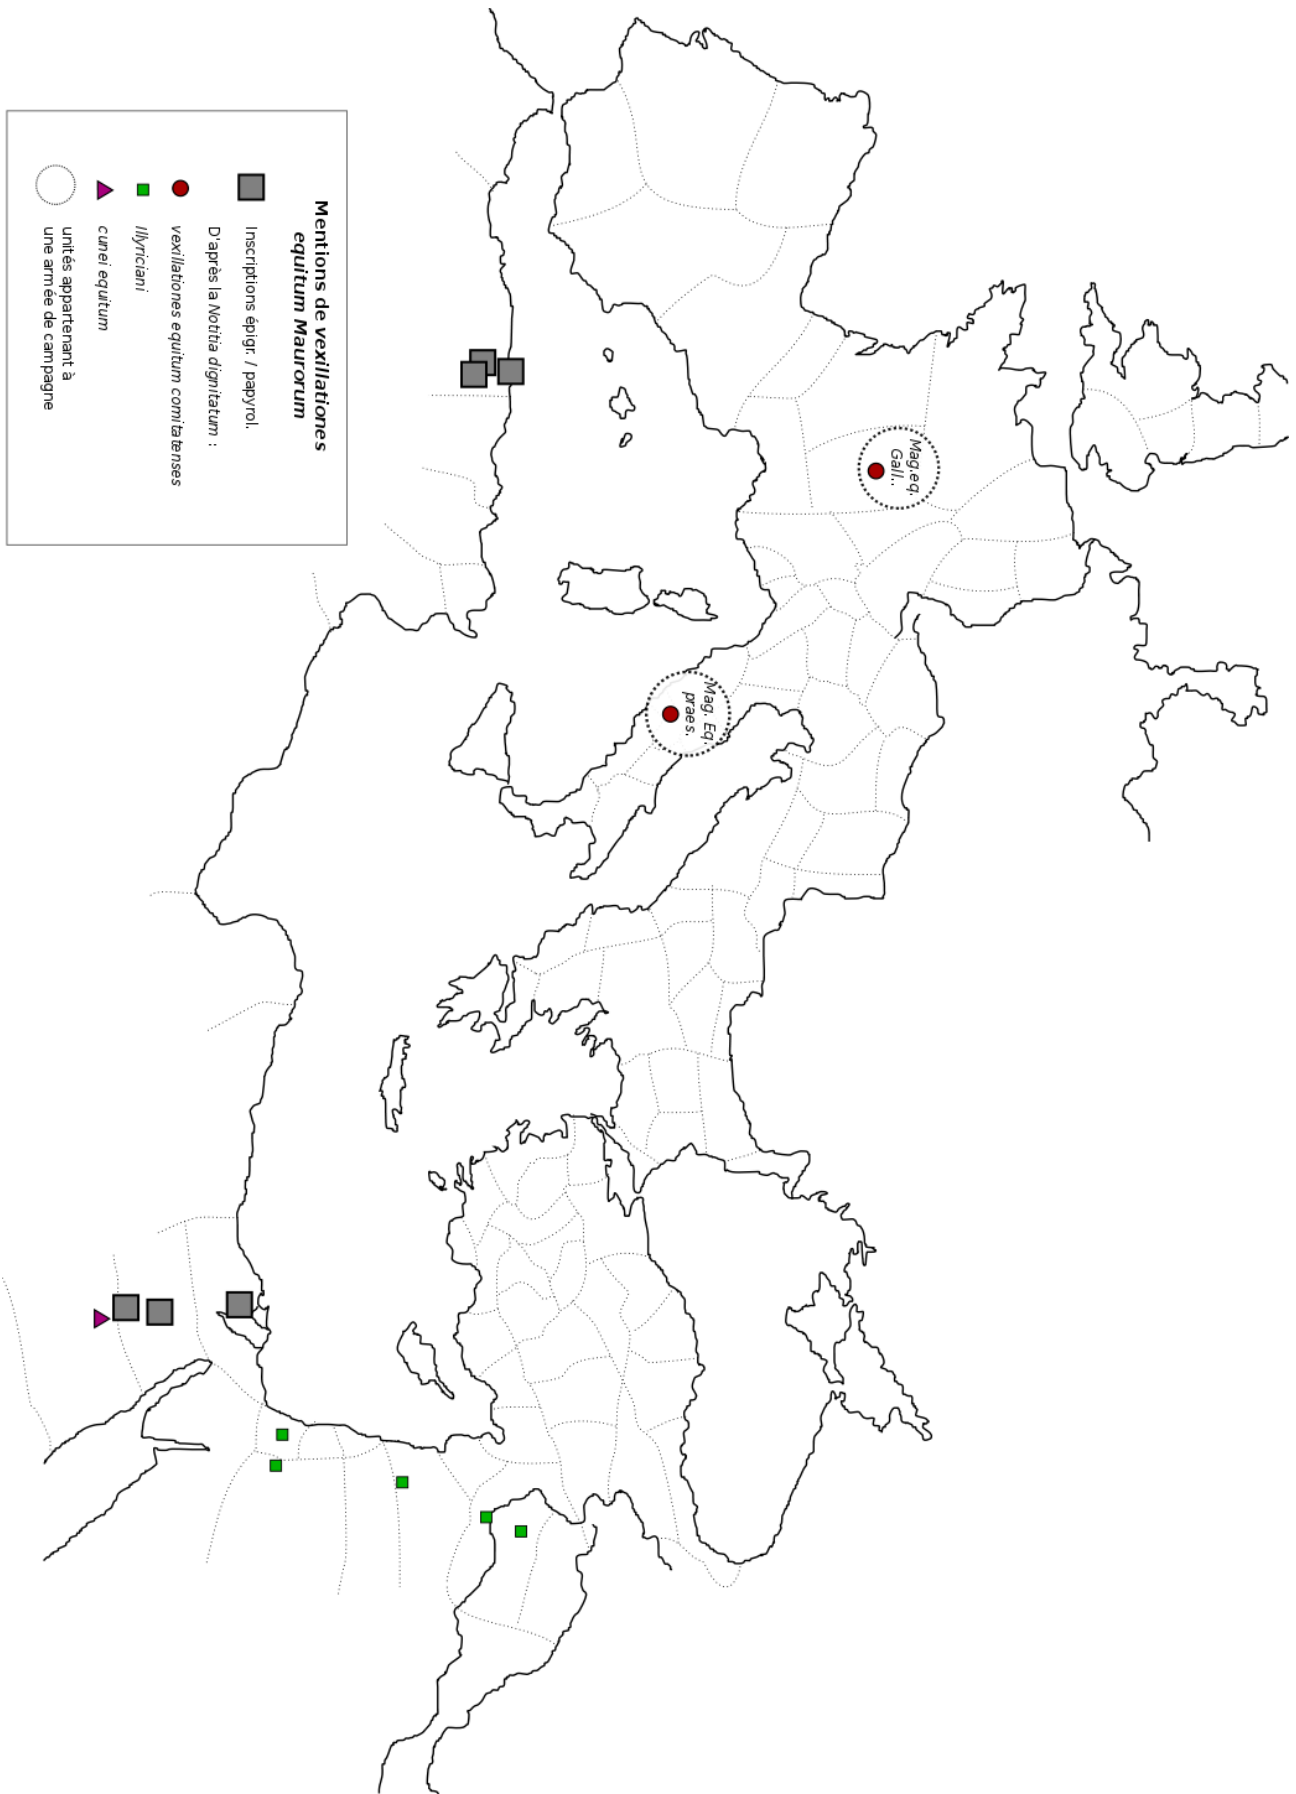 Mag.eq.
Gall..
Mag. Eq.
praes.
Mentions de vexillationes
equitum Maurorum
Inscriptions épigr. / papyrol.
D'après la Notitia dignitatum :
vexillationes equitum comitatenses
Illyriciani
cunei equitum
unités appartenant à
une armée de campagne